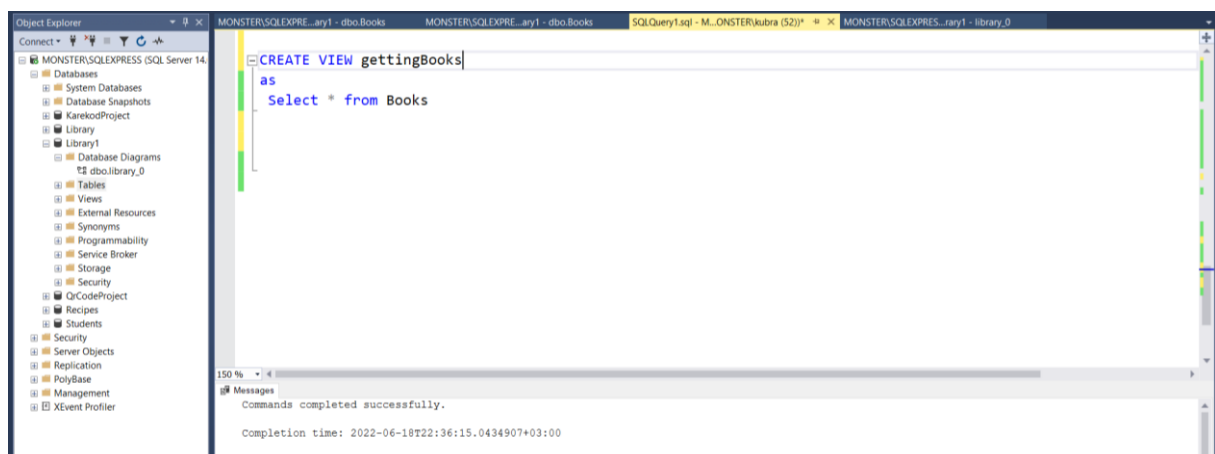 Object Explorer
Connect
MONSTER\SQLEXPRESS (SQL Server 14.
Databases
System Databases
Database Snapshots
KarekodProject
Library
Library1
Database Diagrams
dbo.library_0
Tables
Views
External Resources
Synonyms
Programmability
Service Broker
Storage
Security
QrCodeProject
Recipes
Students
Security
Server Objects
Replication
PolyBase
Management
XEvent Profiler
MONSTER\SQLEXPRE...ary1 - dbo.Books MONSTER\SQLEXPRE...ary1 - dbo.Books SQLQuery1.sql - M...ONSTER\kubra (52))* MONSTER\SQLEXPRES...rary1 - library_0
CREATE VIEW gettingBooks
as
Select * from Books
150 %
Messages
Commands completed successfully.
Completion time: 2022-06-18T22:36:15.0434907+03:00